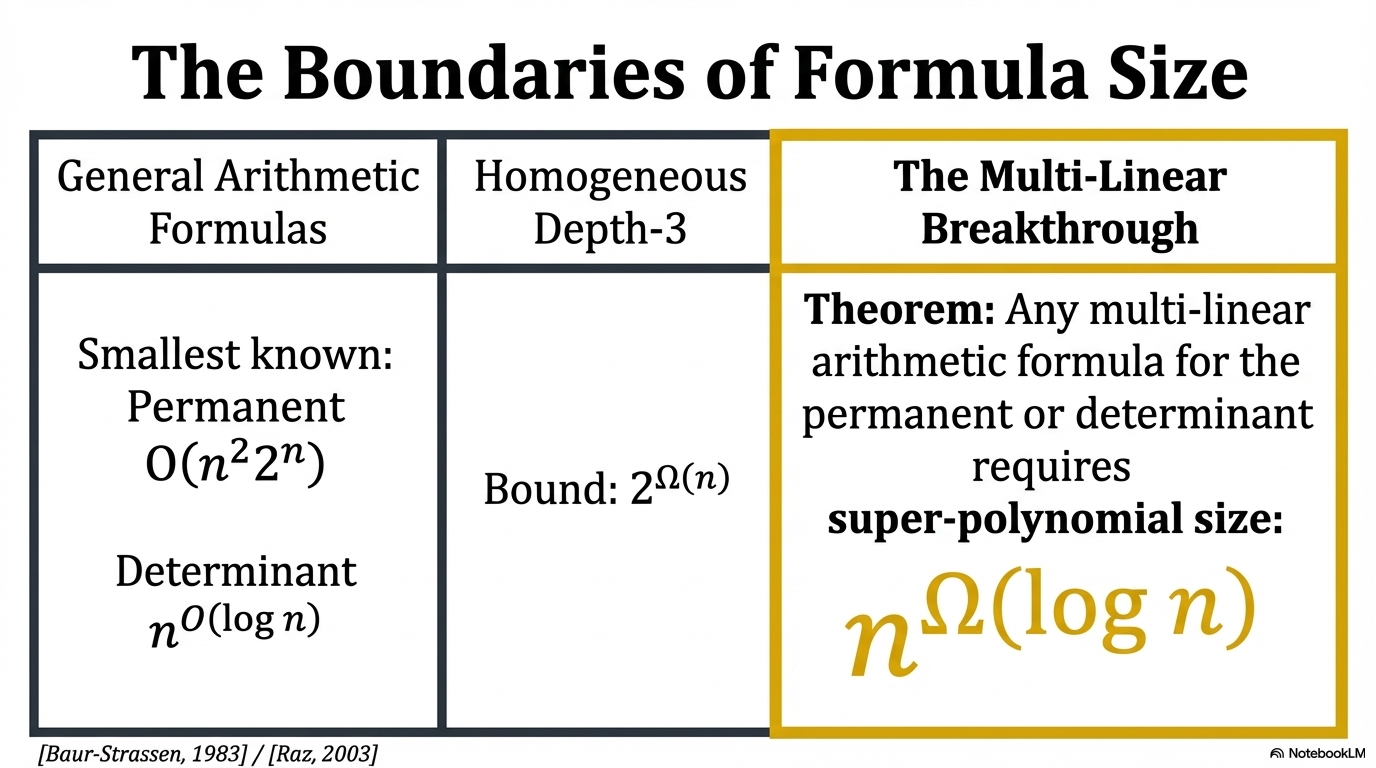 The Boundaries of Formula Size
General Arithmetic
Formulas
Homogeneous
Depth-3
The Multi-Linear
Breakthrough
Smallest known:
Permanent
O(n²2ⁿ)
Determinant
n^{O(log n)}
Bound: 2^{Ω(n)}
Theorem: Any multi-linear
arithmetic formula for the
permanent or determinant
requires
super-polynomial size:
n^{Ω(log n)}
[Baur-Strassen, 1983] / [Raz, 2003]
NotebookLM